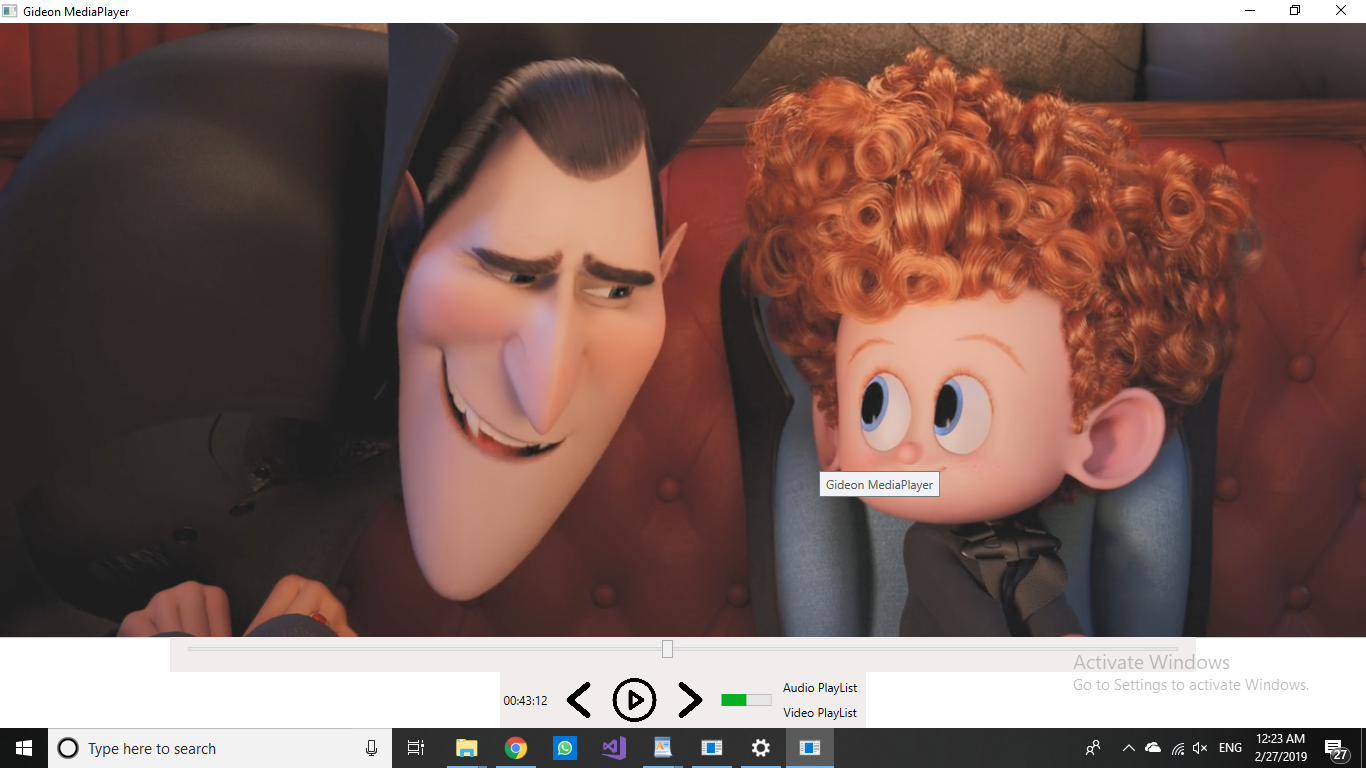 Gideon MediaPlayer
Gideon MediaPlayer
Activate Windows
Go to Settings to activate Windows.
00:43:12
Audio PlayList
Video PlayList
Type here to search
ENG
12:23 AM
2/27/2019
27